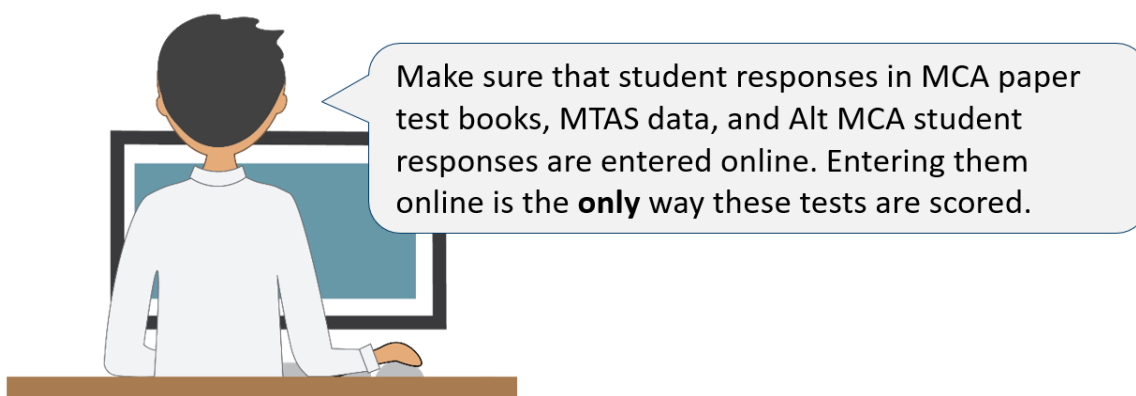 Make sure that student responses in MCA paper
test books, MTAS data, and Alt MCA student
responses are entered online. Entering them
online is the only way these tests are scored.